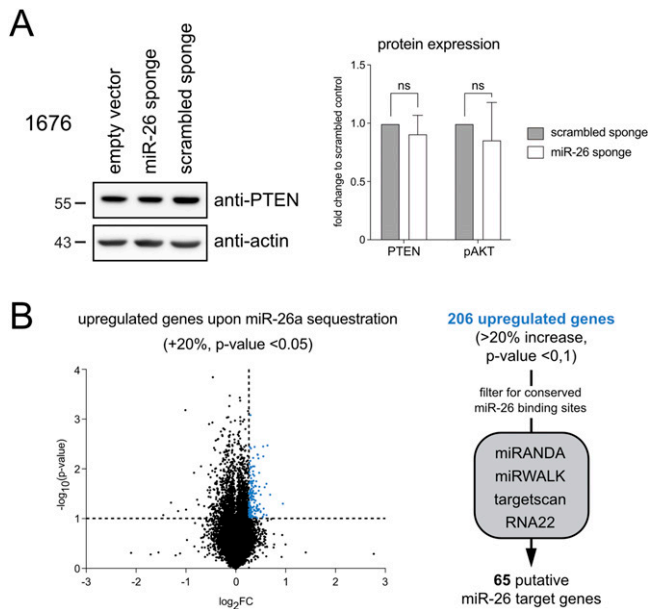 A
1676
empty vector
miR-26 sponge
scrambled sponge
55
anti-PTEN
43
anti-actin
protein expression
fold change to scrambled control
1.5
1.0
0.5
0
ns
ns
PTEN
pAKT
scrambled sponge
miR-26 sponge
B
upregulated genes upon miR-26a sequestration
(+20%, p-value <0.05)
-log10(p-value)
4
3
2
1
0
-3
-2
-1
0
1
2
3
log2FC
206 upregulated genes
(>20% increase,
p-value <0,1)
filter for conserved
miR-26 binding sites
miRANDA
miRWALK
targetscan
RNA22
65 putative
miR-26 target genes